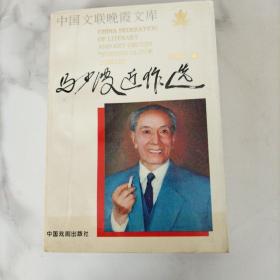 中国文联晚霞文库
CHINA FEDERATION
OF LITERARY
AND ART CIRCLES
马少波近作选
中国戏剧出版社